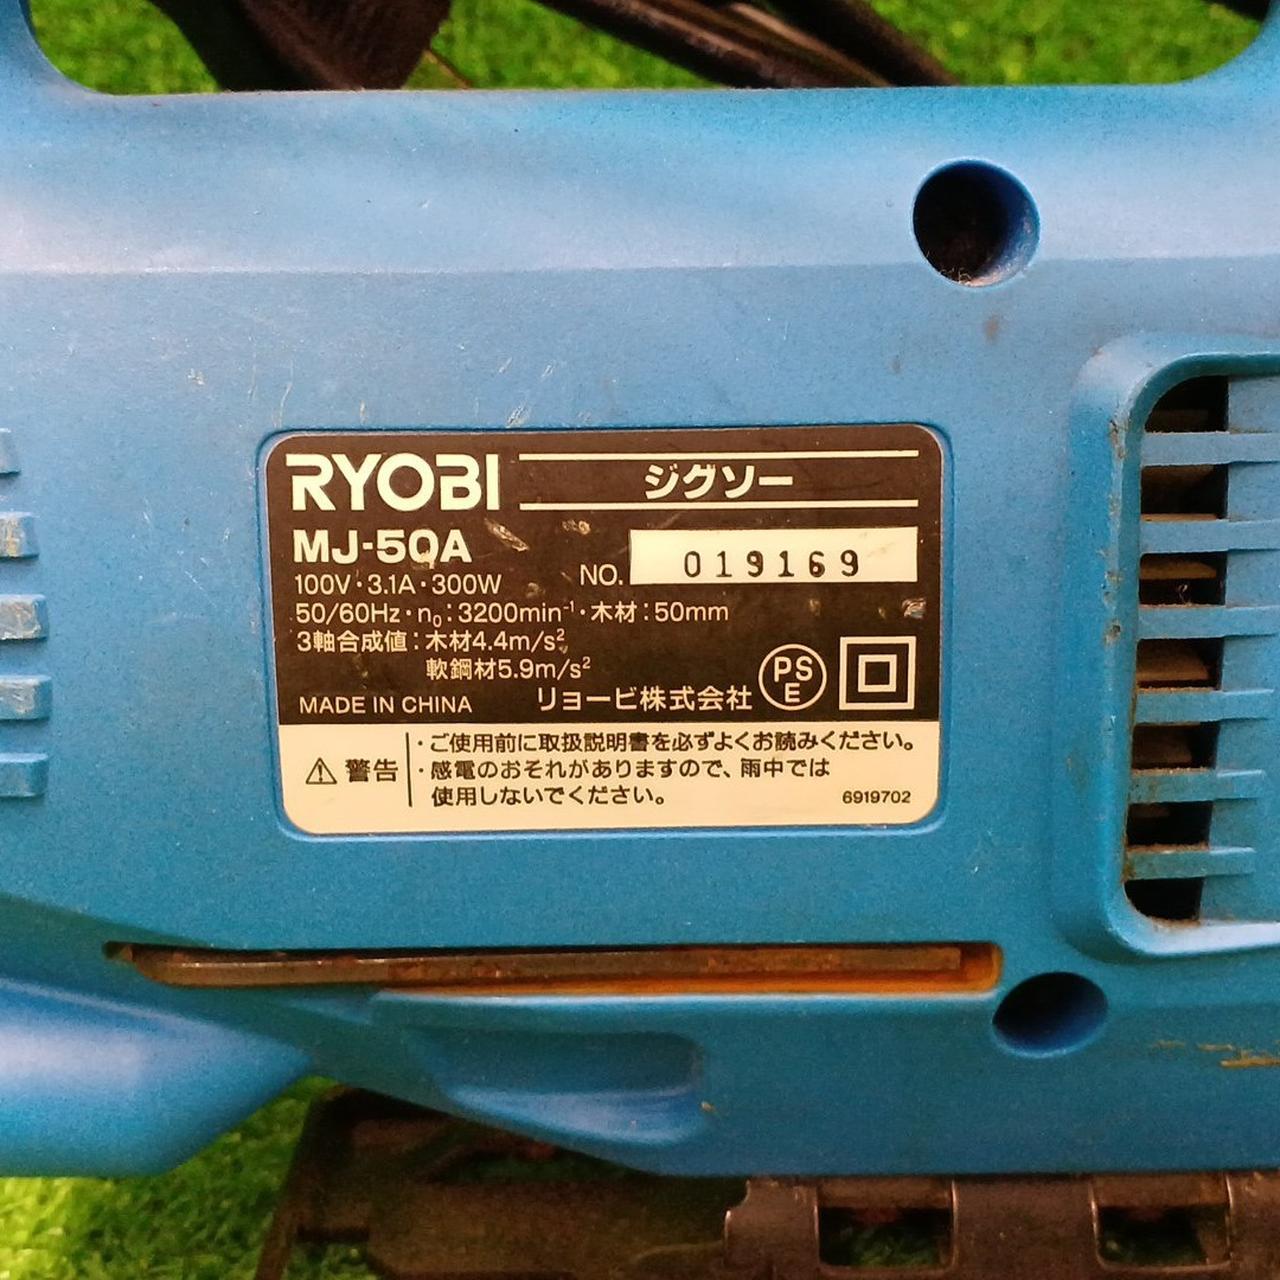 RYOBI ジグソー
MJ-50A
NO. 019169
100V・3.1A・300W
50/60Hz・n₀:3200min⁻¹・木材:50mm
3軸合成値:木材4.4m/s²
軟鋼材5.9m/s²
MADE IN CHINA リョービ株式会社 PS E
⚠ 警告
・ご使用前に取扱説明書を必ずよくお読みください。
・感電のおそれがありますので、雨中では
使用しないでください。
6919702